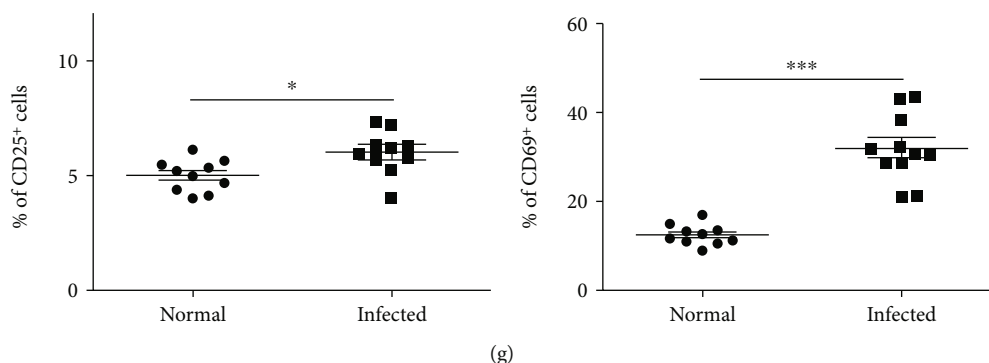 % of CD25⁺ cells
10
5
0
*
Normal
Infected
% of CD69⁺ cells
60
40
20
0
***
Normal
Infected
(g)